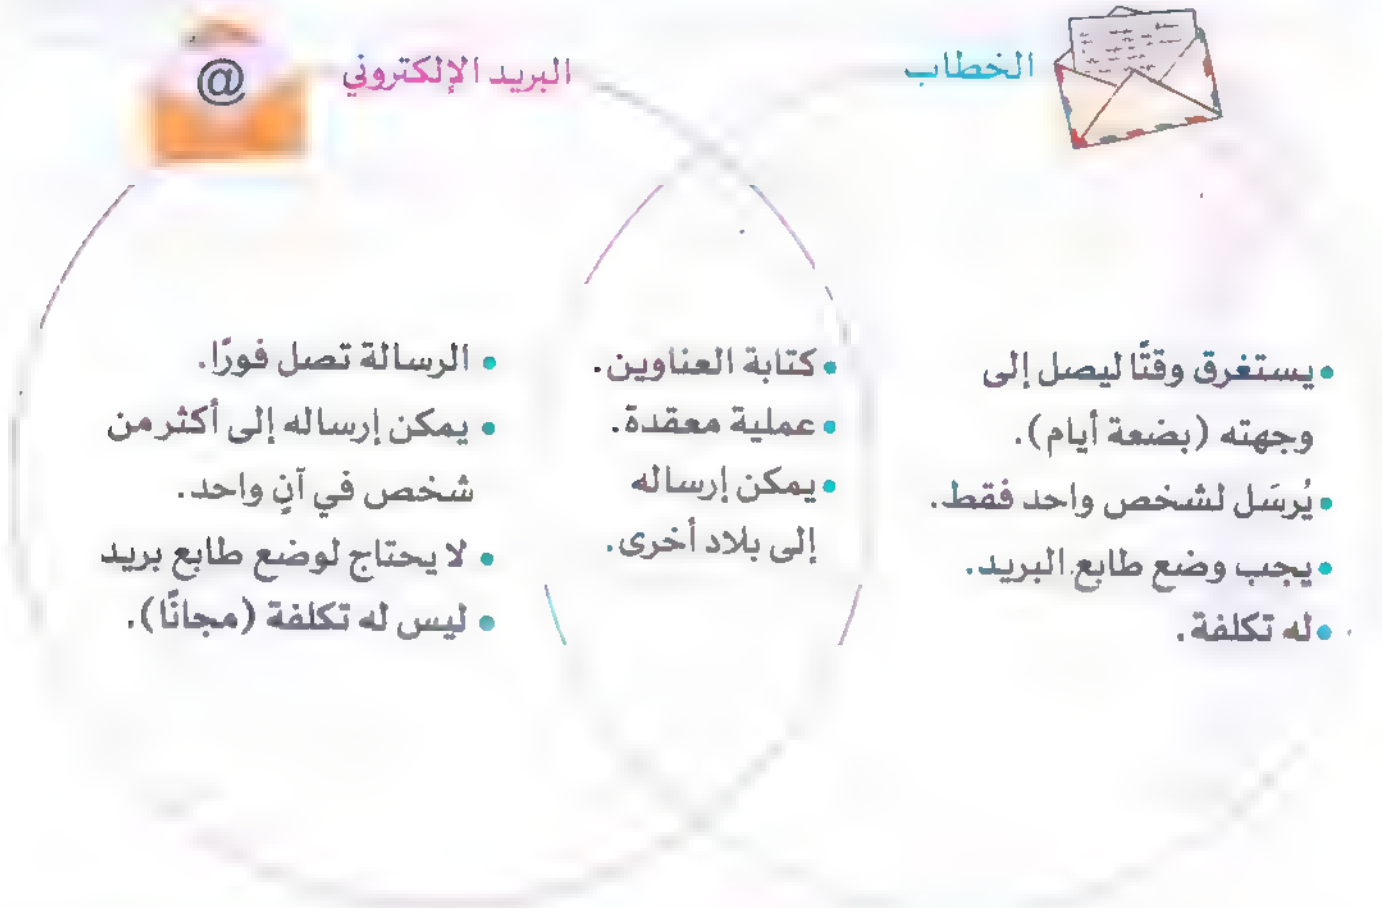 الخطاب
البريد الإلكتروني
@
• يستغرق وقتًا ليصل إلى
وجهته (بضعة أيام).
• يُرسَل لشخص واحد فقط.
• يجب وضع طابع البريد.
• له تكلفة.
• كتابة العناوين.
• عملية معقدة.
• يمكن إرساله
إلى بلاد أخرى.
• الرسالة تصل فورًا.
• يمكن إرساله إلى أكثر من
شخص في آنٍ واحد.
• لا يحتاج لوضع طابع بريد
• ليس له تكلفة (مجانًا).